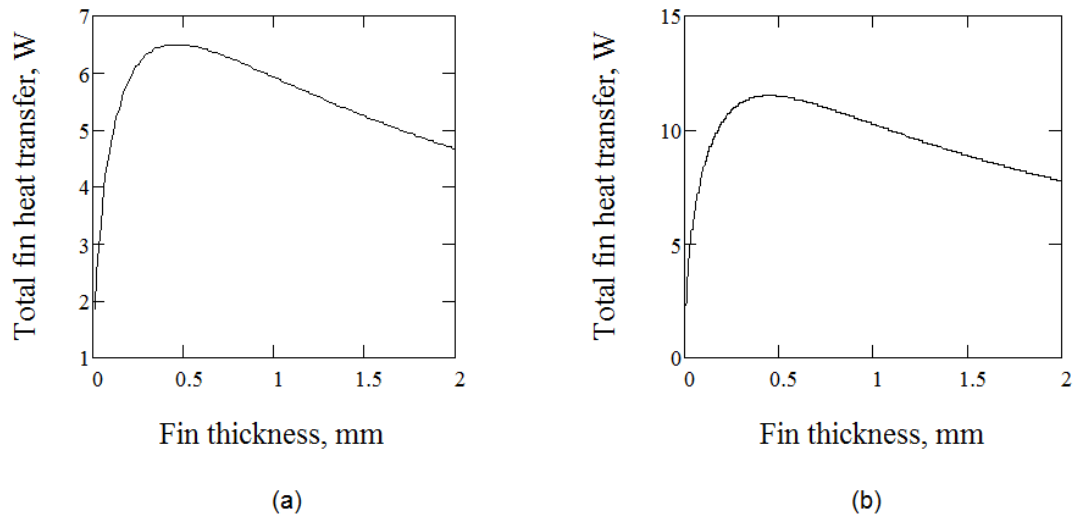 Total fin heat transfer, W
7
6
5
4
3
2
1
0 0.5 1 1.5 2
Fin thickness, mm
(a)
Total fin heat transfer, W
15
10
5
0
0 0.5 1 1.5 2
Fin thickness, mm
(b)